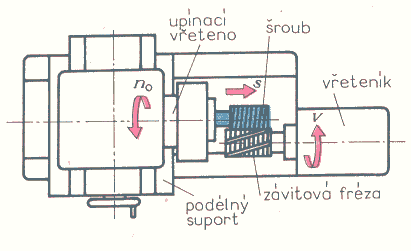 upínací
vřeteno
šroub
n₀
s
vřeteník
v
závitová fréza
podélný
suport